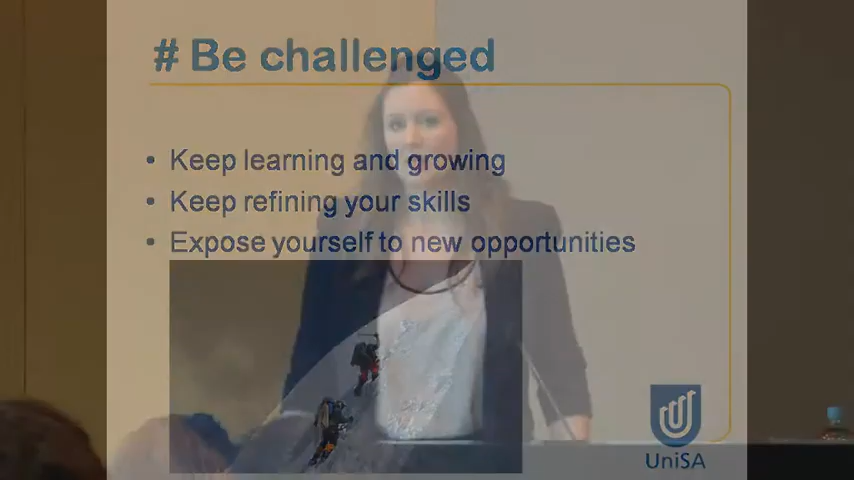 # Be challenged
• Keep learning and growing
• Keep refining your skills
• Expose yourself to new opportunities
UniSA